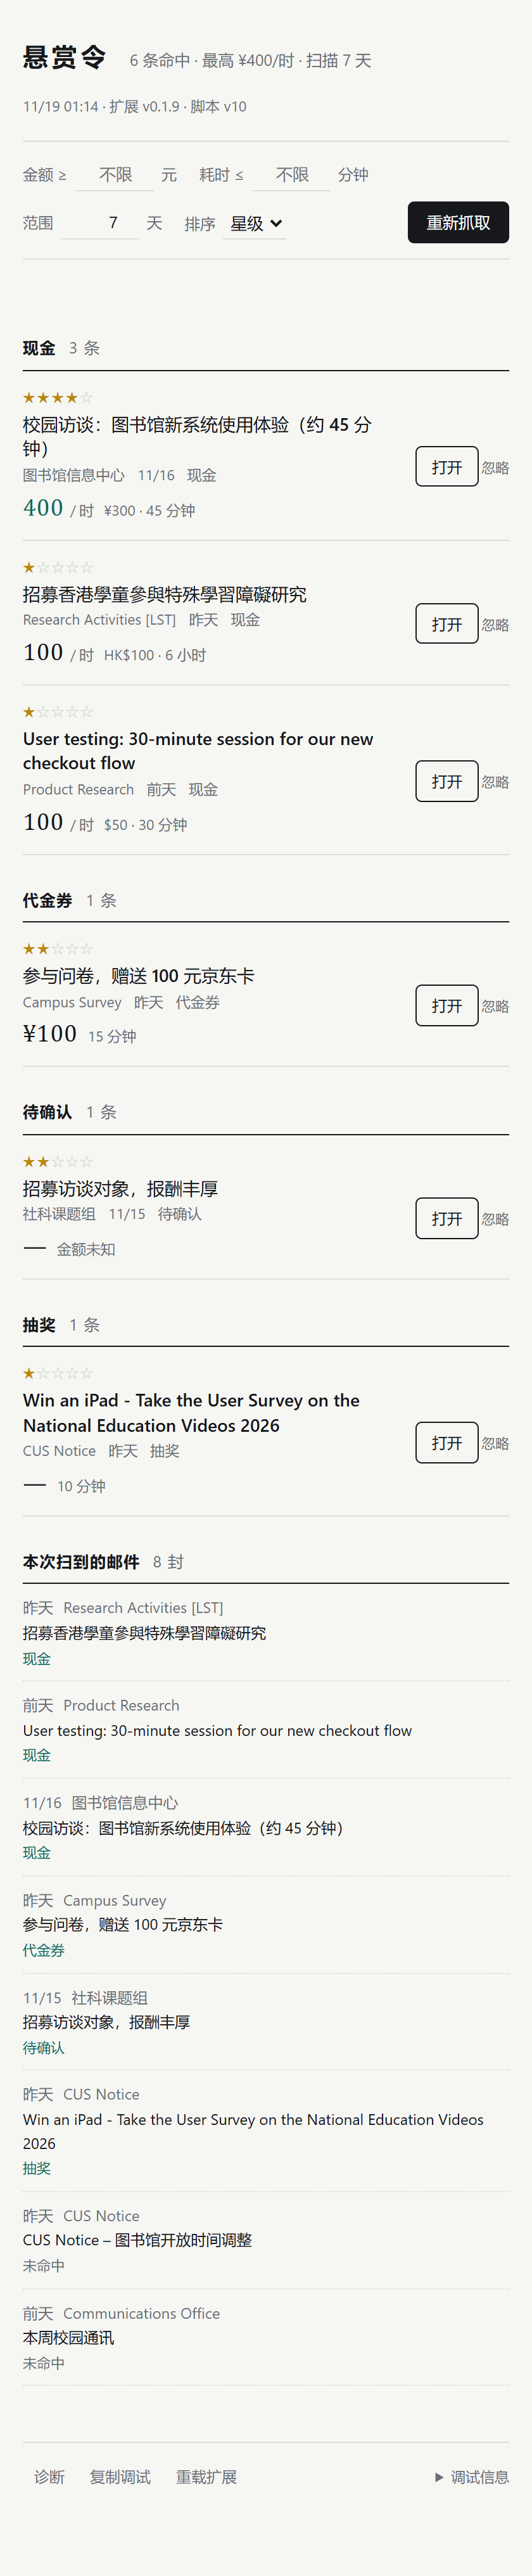 悬赏令 6 条命中 · 最高 ¥400/时 · 扫描 7 天
11/19 01:14 · 扩展 v0.1.9 · 脚本 v10
金额 ≥ 不限 元 耗时 ≤ 不限 分钟
范围 7 天 排序 星级 重新抓取
现金 3 条
★★★★☆
校园访谈：图书馆新系统使用体验（约 45 分
钟）
图书馆信息中心 11/16 现金
400 / 时 ¥300 · 45 分钟
打开 忽略
★☆☆☆☆
招募香港學童參與特殊學習障礙研究
Research Activities [LST] 昨天 现金
100 / 时 HK$100 · 6 小时
打开 忽略
★☆☆☆☆
User testing: 30-minute session for our new
checkout flow
Product Research 前天 现金
100 / 时 $50 · 30 分钟
打开 忽略
代金券 1 条
★★☆☆☆
参与问卷，赠送 100 元京东卡
Campus Survey 昨天 代金券
¥100 15 分钟
打开 忽略
待确认 1 条
★★☆☆☆
招募访谈对象，报酬丰厚
社科课题组 11/15 待确认
— 金额未知
打开 忽略
抽奖 1 条
★☆☆☆☆
Win an iPad - Take the User Survey on the
National Education Videos 2026
CUS Notice 昨天 抽奖
— 10 分钟
打开 忽略
本次扫到的邮件 8 封
昨天 Research Activities [LST]
招募香港學童參與特殊學習障礙研究
现金
前天 Product Research
User testing: 30-minute session for our new checkout flow
现金
11/16 图书馆信息中心
校园访谈：图书馆新系统使用体验（约 45 分钟）
现金
昨天 Campus Survey
参与问卷，赠送 100 元京东卡
代金券
11/15 社科课题组
招募访谈对象，报酬丰厚
待确认
昨天 CUS Notice
Win an iPad - Take the User Survey on the National Education Videos
2026
抽奖
昨天 CUS Notice
CUS Notice – 图书馆开放时间调整
未命中
前天 Communications Office
本周校园通讯
未命中
诊断 复制调试 重载扩展 ▶ 调试信息